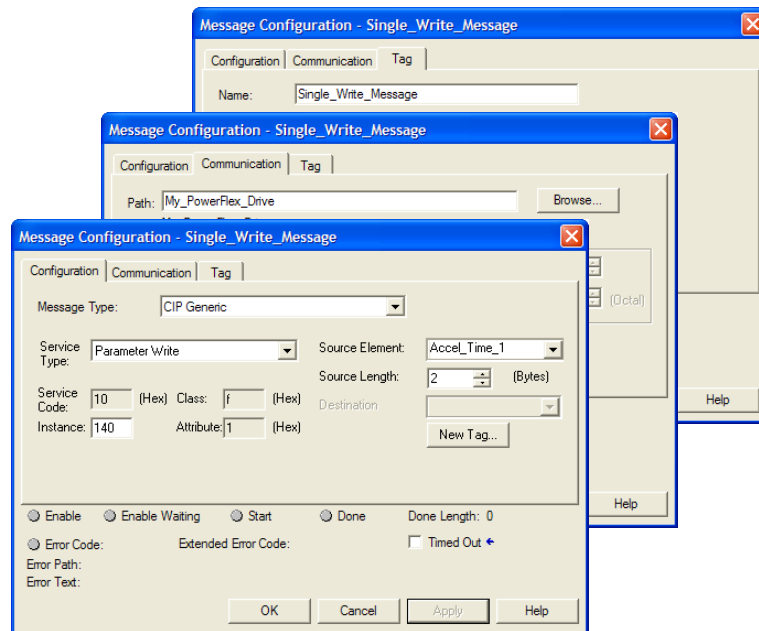 Message Configuration - Single_Write_Message
Configuration Communication Tag
Name: Single_Write_Message
Help
Message Configuration - Single_Write_Message
Configuration Communication Tag
Path: My_PowerFlex_Drive Browse...
(Octal)
Help
Message Configuration - Single_Write_Message
Configuration Communication Tag
Message Type: CIP Generic
Service Type: Parameter Write Source Element: Accel_Time_1
Source Length: 2 (Bytes)
Service Code: 10 (Hex) Class: f (Hex) Destination
Instance: 140 Attribute: 1 (Hex) New Tag...
Enable Enable Waiting Start Done Done Length: 0
Error Code: Extended Error Code: Timed Out
Error Path:
Error Text:
OK Cancel Apply Help